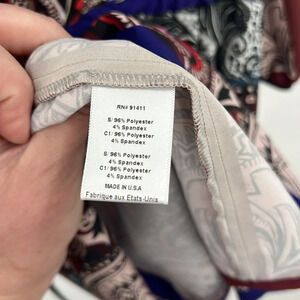 RN# 91411
S/ 96% Polyester
4% Spandex
C1/ 96% Polyester
4% Spandex
S/ 96% Polyester
4% Spandex
C1/ 96% Polyester
4% Spandex
MADE IN U.S.A
Fabrique aux Etats-Unis